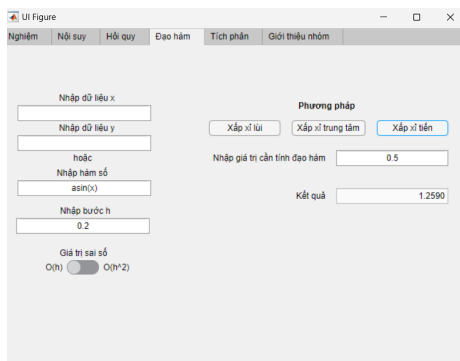 UI Figure
Nghiệm Nội suy Hồi quy Đạo hàm Tích phân Giới thiệu nhóm
Nhập dữ liệu x
Nhập dữ liệu y
hoặc
Nhập hàm số
asin(x)
Nhập bước h
0.2
Giá trị sai số
O(h) O(h^2)
Phương pháp
Xấp xỉ lùi Xấp xỉ trung tâm Xấp xỉ tiến
Nhập giá trị cần tính đạo hàm 0.5
Kết quả 1.2590